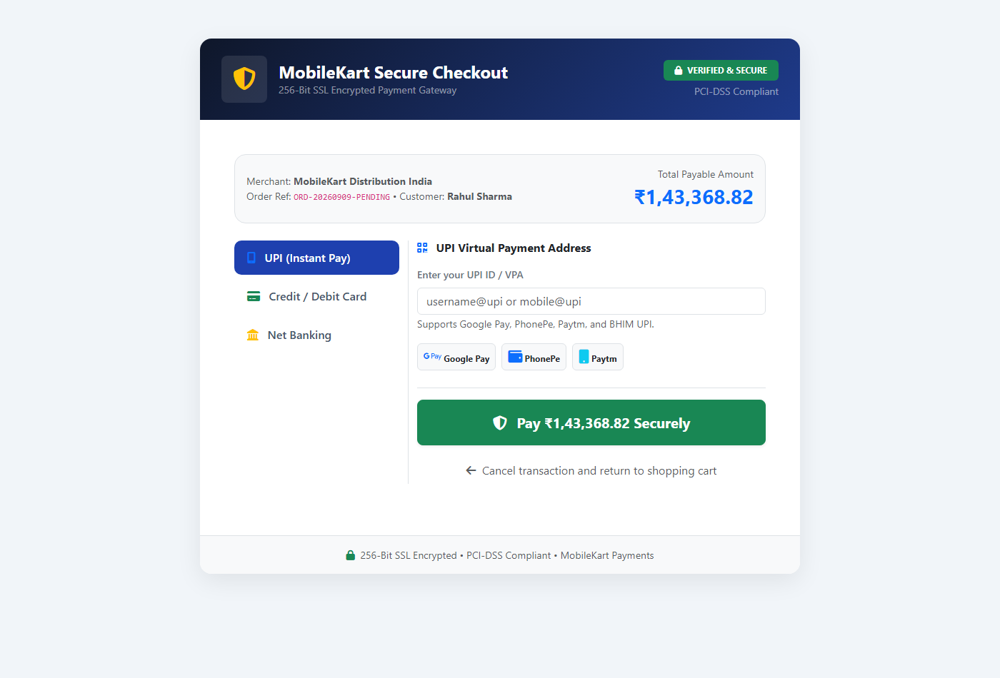 MobileKart Secure Checkout
256-Bit SSL Encrypted Payment Gateway
VERIFIED & SECURE
PCI-DSS Compliant
Merchant: MobileKart Distribution India
Order Ref: ORD-20260909-PENDING • Customer: Rahul Sharma
Total Payable Amount
₹1,43,368.82
UPI (Instant Pay)
Credit / Debit Card
Net Banking
UPI Virtual Payment Address
Enter your UPI ID / VPA
username@upi or mobile@upi
Supports Google Pay, PhonePe, Paytm, and BHIM UPI.
G Pay Google Pay
PhonePe
Paytm
Pay ₹1,43,368.82 Securely
Cancel transaction and return to shopping cart
256-Bit SSL Encrypted • PCI-DSS Compliant • MobileKart Payments